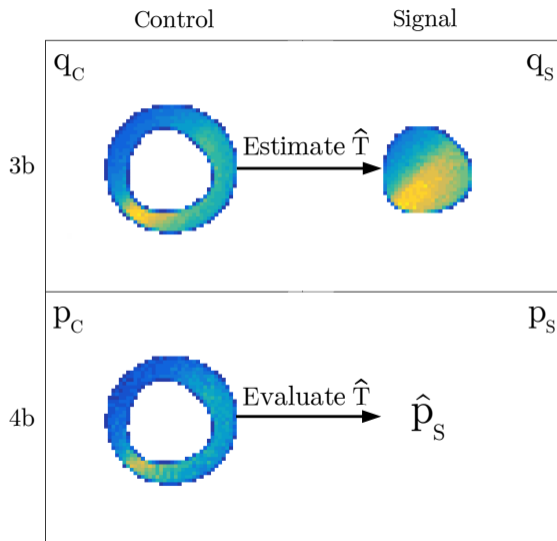 Control Signal
q_C q_S
3b Estimate T̂
p_C p_S
4b Evaluate T̂ p̂_S